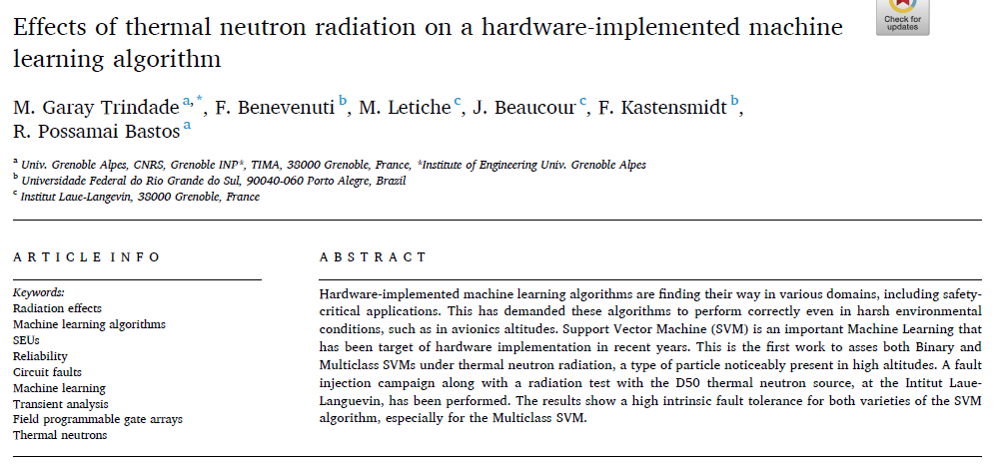 Effects of thermal neutron radiation on a hardware-implemented machine
learning algorithm
Check for
updates
M. Garay Trindade a,*, F. Benevenuti b, M. Letiche c, J. Beaucour c, F. Kastensmidt b,
R. Possamai Bastos a
a Univ. Grenoble Alpes, CNRS, Grenoble INP*, TIMA, 38000 Grenoble, France, *Institute of Engineering Univ. Grenoble Alpes
b Universidade Federal do Rio Grande do Sul, 90040-060 Porto Alegre, Brazil
c Institut Laue-Langevin, 38000 Grenoble, France
ARTICLE INFO
Keywords:
Radiation effects
Machine learning algorithms
SEUs
Reliability
Circuit faults
Machine learning
Transient analysis
Field programmable gate arrays
Thermal neutrons
ABSTRACT
Hardware-implemented machine learning algorithms are finding their way in various domains, including safety-
critical applications. This has demanded these algorithms to perform correctly even in harsh environmental
conditions, such as in avionics altitudes. Support Vector Machine (SVM) is an important Machine Learning that
has been target of hardware implementation in recent years. This is the first work to asses both Binary and
Multiclass SVMs under thermal neutron radiation, a type of particle noticeably present in high altitudes. A fault
injection campaign along with a radiation test with the D50 thermal neutron source, at the Intitut Laue-
Languevin, has been performed. The results show a high intrinsic fault tolerance for both varieties of the SVM
algorithm, especially for the Multiclass SVM.